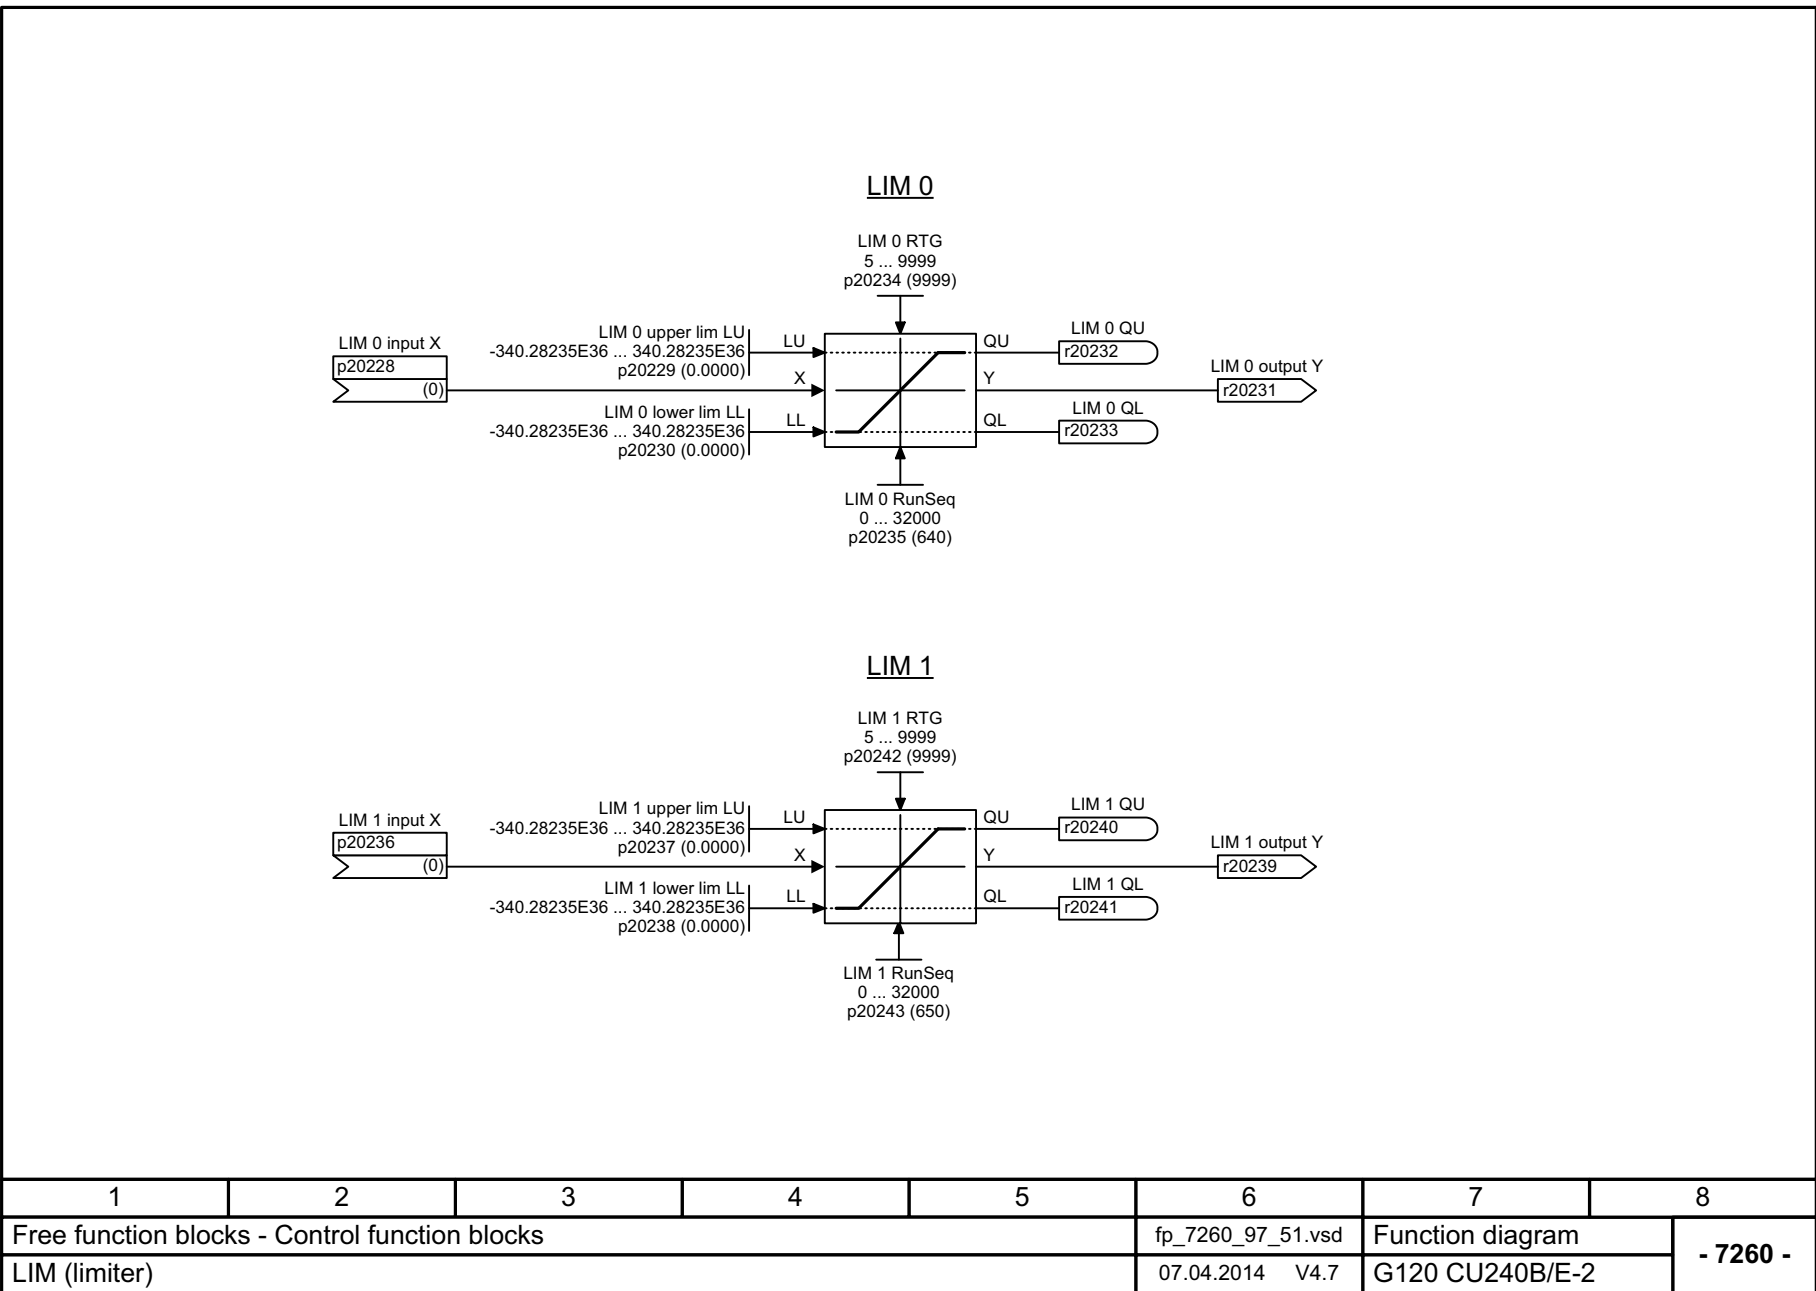 LIM 0
LIM 0 RTG
5 ... 9999
p20234 (9999)
LIM 0 input X
p20228
(0)
LIM 0 upper lim LU
-340.28235E36 ... 340.28235E36
p20229 (0.0000)
LIM 0 lower lim LL
-340.28235E36 ... 340.28235E36
p20230 (0.0000)
LU
X
LL
QU
Y
QL
LIM 0 QU
r20232
LIM 0 output Y
r20231
LIM 0 QL
r20233
LIM 0 RunSeq
0 ... 32000
p20235 (640)
LIM 1
LIM 1 RTG
5 ... 9999
p20242 (9999)
LIM 1 input X
p20236
(0)
LIM 1 upper lim LU
-340.28235E36 ... 340.28235E36
p20237 (0.0000)
LIM 1 lower lim LL
-340.28235E36 ... 340.28235E36
p20238 (0.0000)
LU
X
LL
QU
Y
QL
LIM 1 QU
r20240
LIM 1 output Y
r20239
LIM 1 QL
r20241
LIM 1 RunSeq
0 ... 32000
p20243 (650)
1 2 3 4 5 6 7 8
Free function blocks - Control function blocks
fp_7260_97_51.vsd
Function diagram
- 7260 -
LIM (limiter)
07.04.2014 V4.7
G120 CU240B/E-2